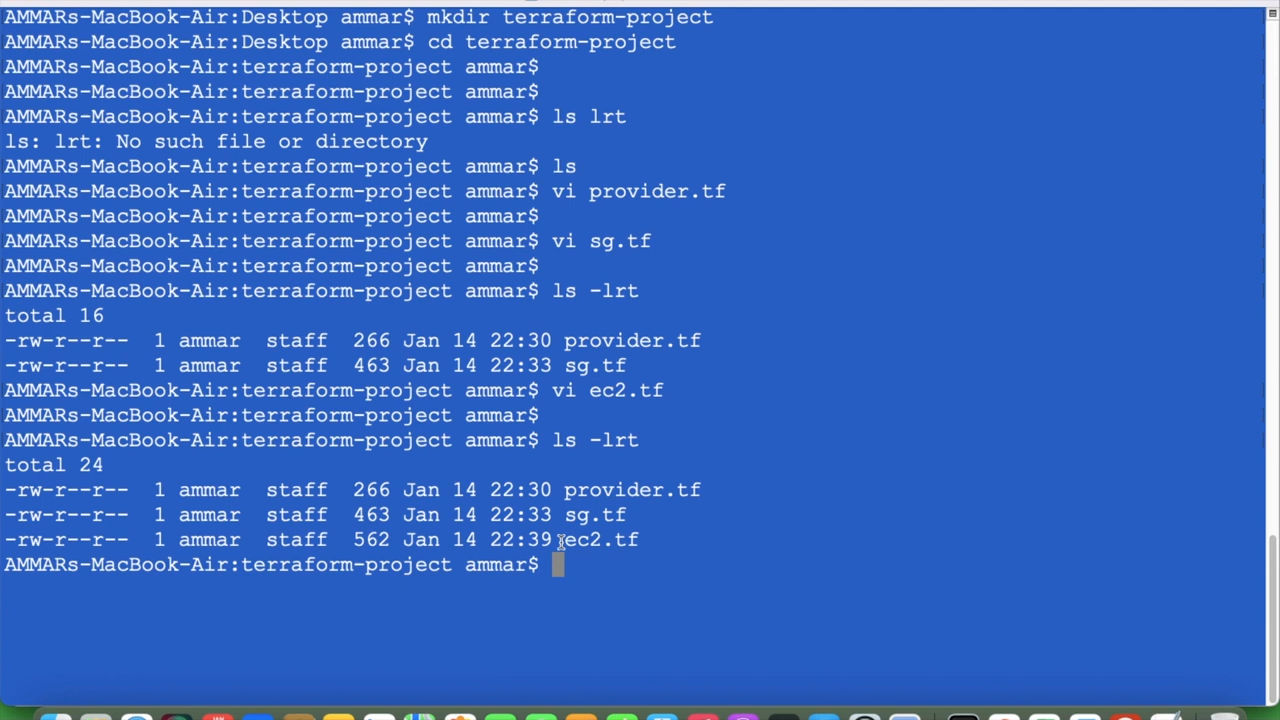 AMMARs-MacBook-Air:Desktop ammar$ mkdir terraform-project
AMMARs-MacBook-Air:Desktop ammar$ cd terraform-project
AMMARs-MacBook-Air:terraform-project ammar$
AMMARs-MacBook-Air:terraform-project ammar$
AMMARs-MacBook-Air:terraform-project ammar$ ls lrt
ls: lrt: No such file or directory
AMMARs-MacBook-Air:terraform-project ammar$ ls
AMMARs-MacBook-Air:terraform-project ammar$ vi provider.tf
AMMARs-MacBook-Air:terraform-project ammar$
AMMARs-MacBook-Air:terraform-project ammar$ vi sg.tf
AMMARs-MacBook-Air:terraform-project ammar$
AMMARs-MacBook-Air:terraform-project ammar$ ls -lrt
total 16
-rw-r--r--  1 ammar  staff  266 Jan 14 22:30 provider.tf
-rw-r--r--  1 ammar  staff  463 Jan 14 22:33 sg.tf
AMMARs-MacBook-Air:terraform-project ammar$ vi ec2.tf
AMMARs-MacBook-Air:terraform-project ammar$
AMMARs-MacBook-Air:terraform-project ammar$ ls -lrt
total 24
-rw-r--r--  1 ammar  staff  266 Jan 14 22:30 provider.tf
-rw-r--r--  1 ammar  staff  463 Jan 14 22:33 sg.tf
-rw-r--r--  1 ammar  staff  562 Jan 14 22:39 ec2.tf
AMMARs-MacBook-Air:terraform-project ammar$